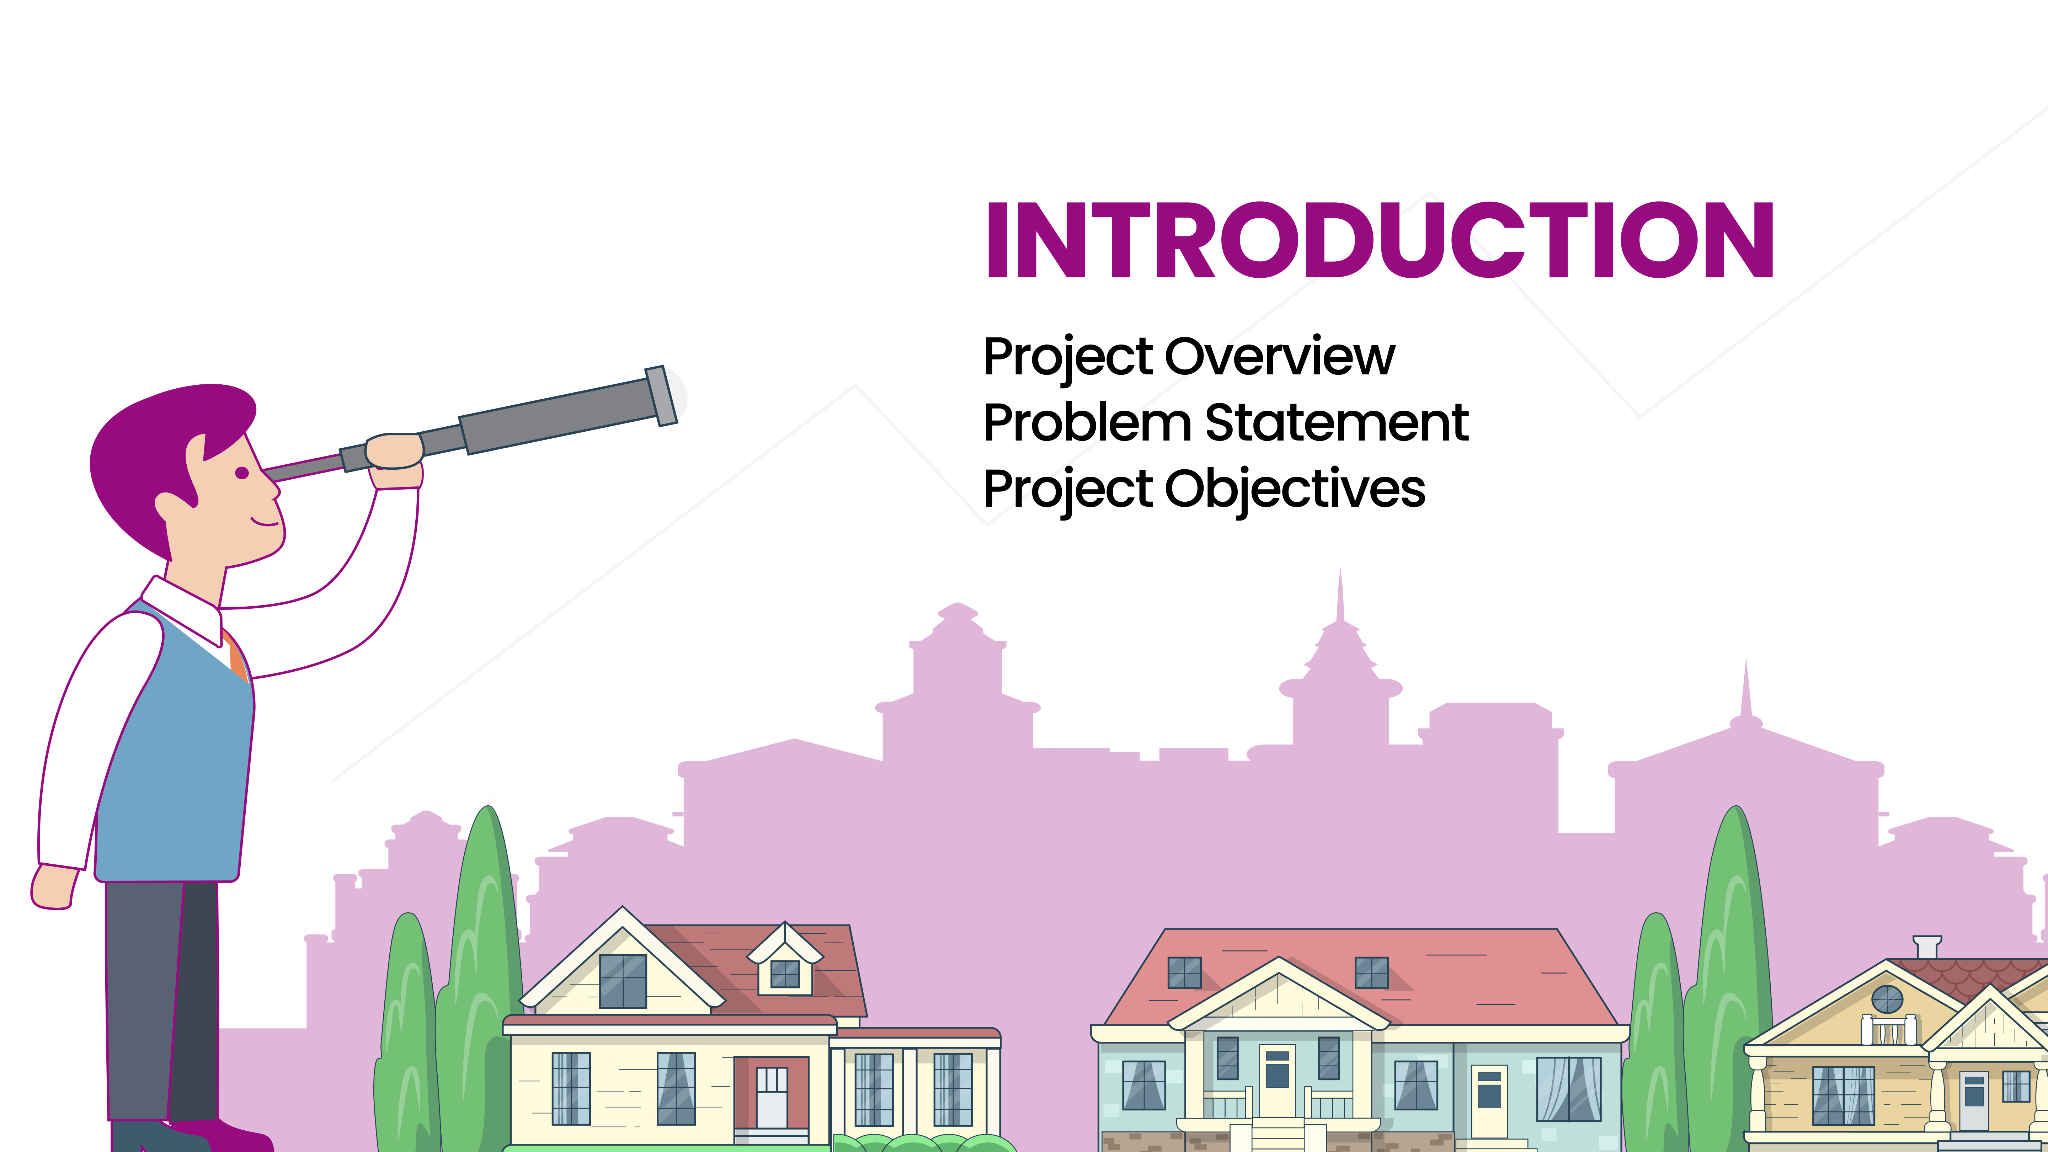 INTRODUCTION
Project Overview
Problem Statement
Project Objectives